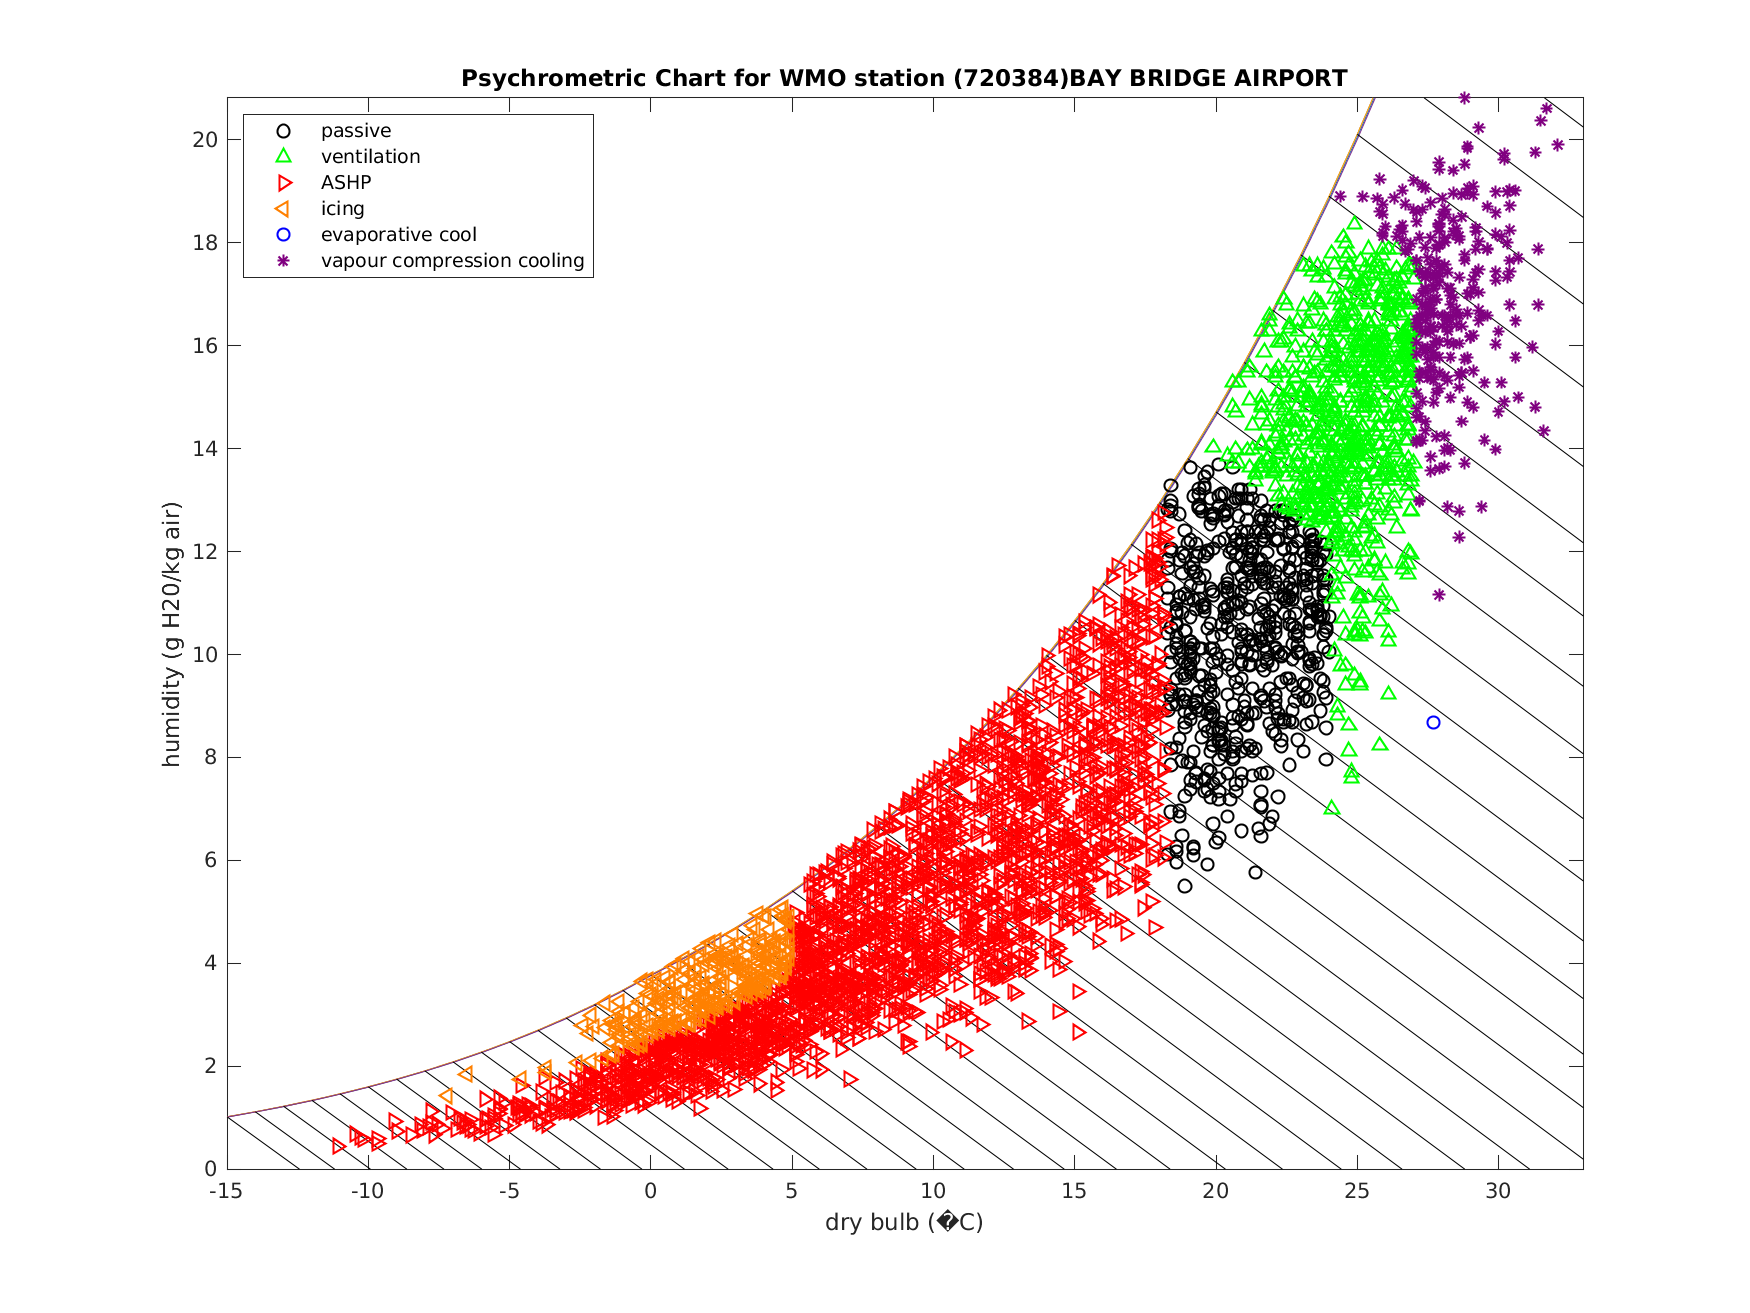 Psychrometric Chart for WMO station (720384)BAY BRIDGE AIRPORT
passive
ventilation
ASHP
icing
evaporative cool
vapour compression cooling
humidity (g H20/kg air)
20
18
16
14
12
10
8
6
4
2
0
-15 -10 -5 0 5 10 15 20 25 30
dry bulb (�C)